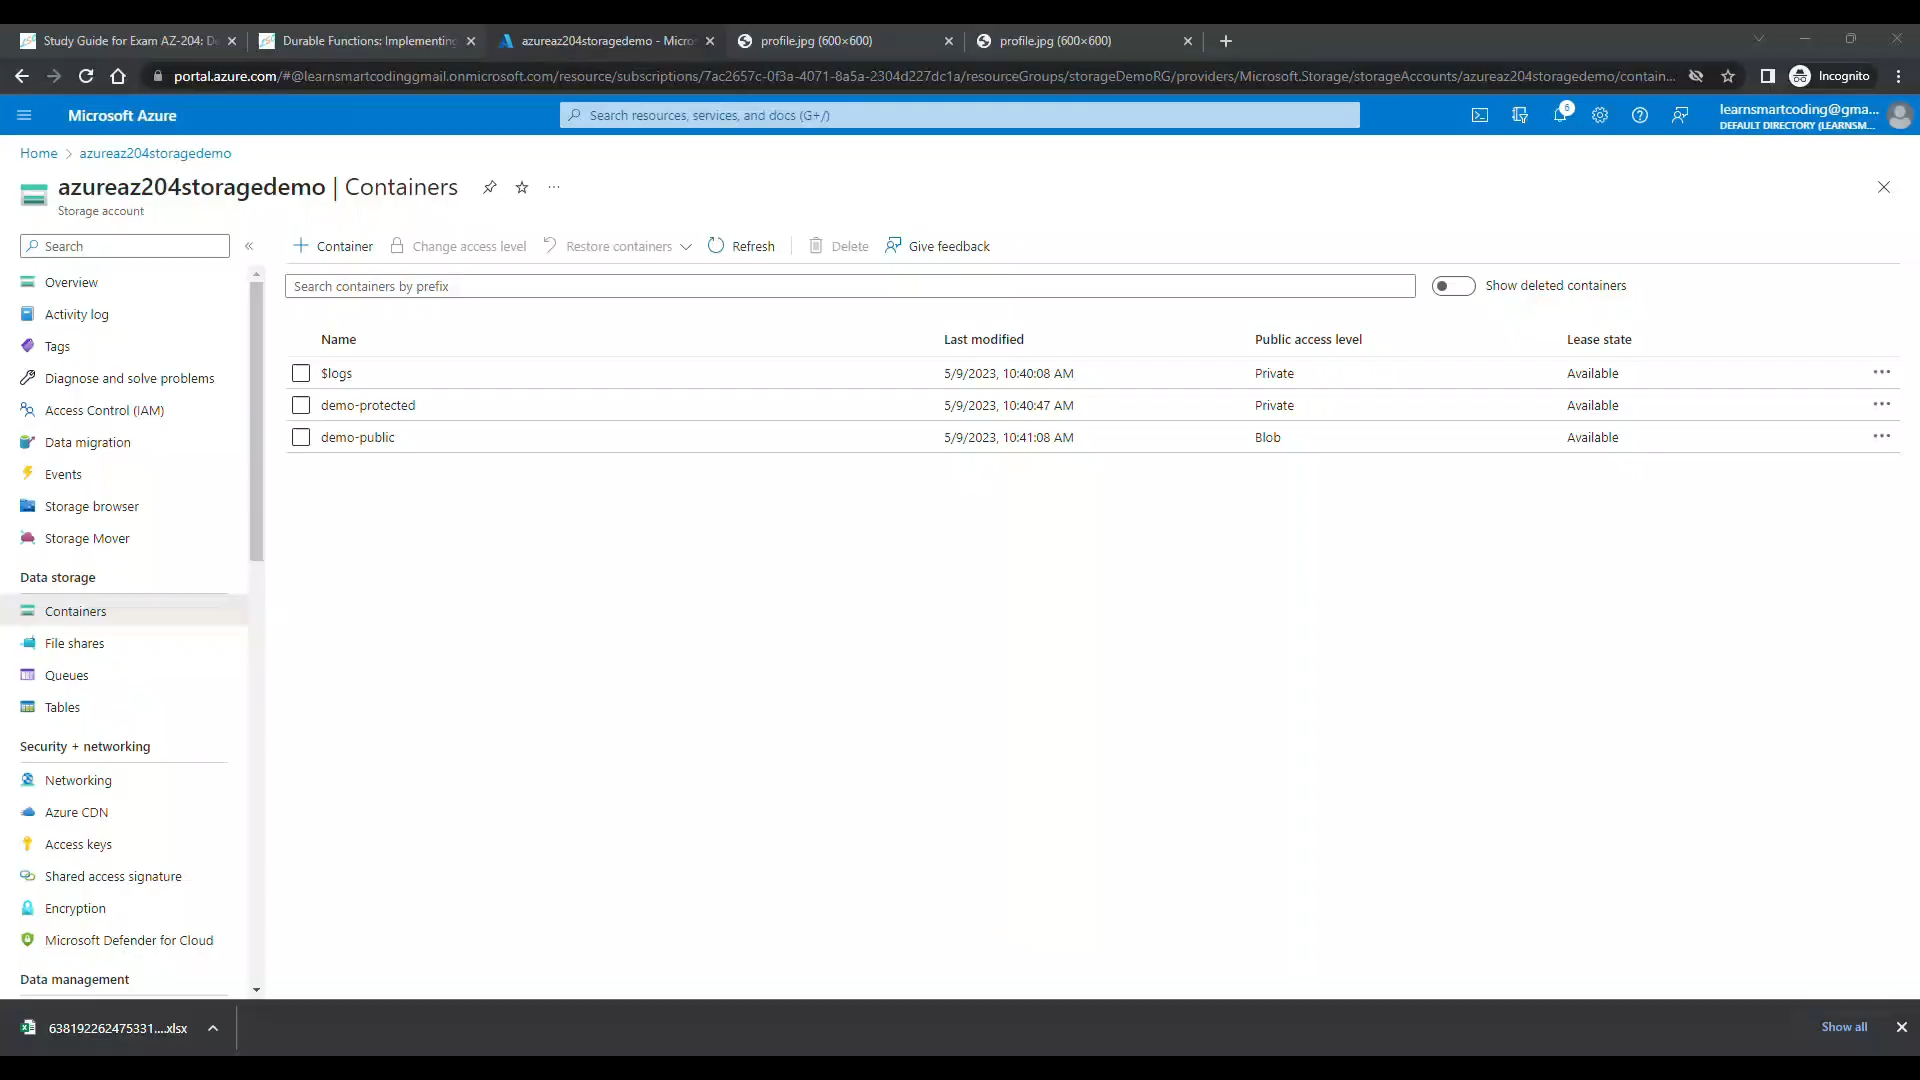 Study Guide for Exam AZ-204: D
Durable Functions: Implementing
azureaz204storagedemo - Micro
profile.jpg (600×600)
profile.jpg (600×600)
portal.azure.com/#@learnsmartcodinggmail.onmicrosoft.com/resource/subscriptions/7ac2657c-0f3a-4071-8a5a-2304d227dc1a/resourceGroups/storageDemoRG/providers/Microsoft.Storage/storageAccounts/azureaz204storagedemo/contain...
Incognito
Microsoft Azure
Search resources, services, and docs (G+/)
6
learnsmartcoding@gma...
DEFAULT DIRECTORY (LEARNSM...
Home > azureaz204storagedemo
azureaz204storagedemo | Containers
Storage account
Search
Container
Change access level
Restore containers
Refresh
Delete
Give feedback
Search containers by prefix
Show deleted containers
Name Last modified Public access level Lease state
$logs 5/9/2023, 10:40:08 AM Private Available
demo-protected 5/9/2023, 10:40:47 AM Private Available
demo-public 5/9/2023, 10:41:08 AM Blob Available
Overview
Activity log
Tags
Diagnose and solve problems
Access Control (IAM)
Data migration
Events
Storage browser
Storage Mover
Data storage
Containers
File shares
Queues
Tables
Security + networking
Networking
Azure CDN
Access keys
Shared access signature
Encryption
Microsoft Defender for Cloud
Data management
638192262475331....xlsx
Show all